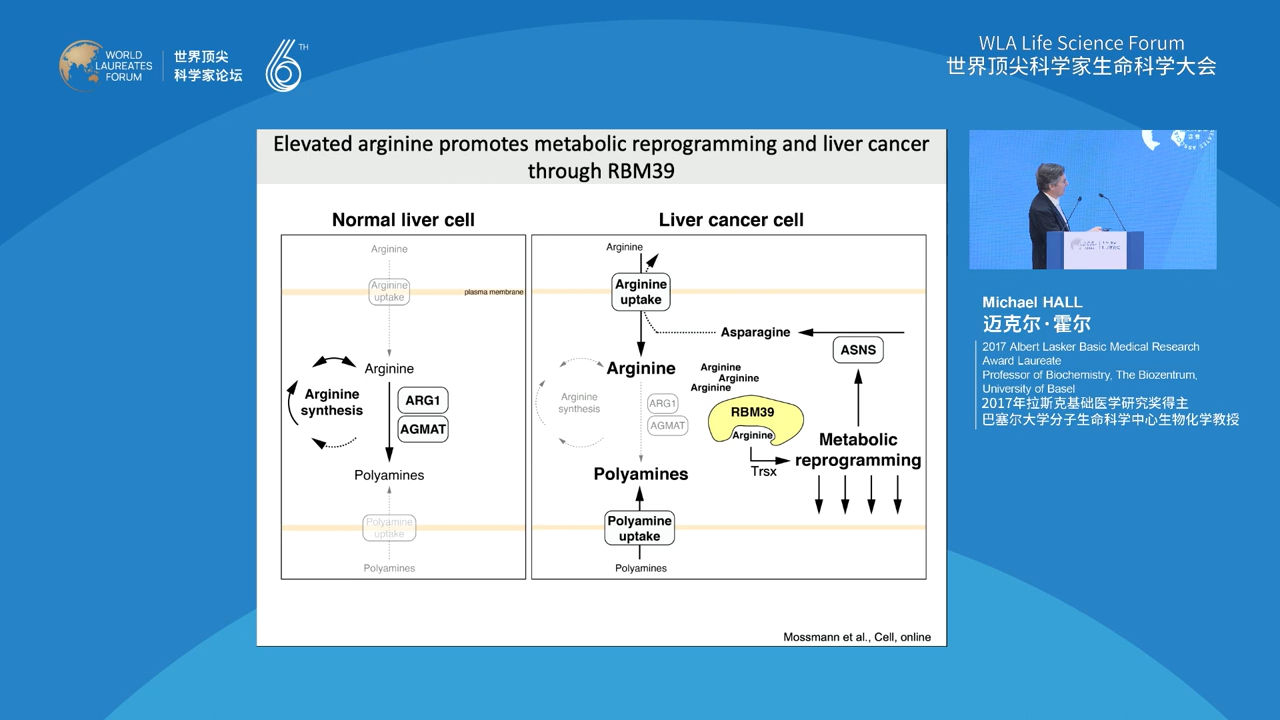 WORLD
LAUREATES
FORUM
世界顶尖
科学家论坛
6TH
WLA Life Science Forum
世界顶尖科学家生命科学大会
Elevated arginine promotes metabolic reprogramming and liver cancer
through RBM39
Normal liver cell
Arginine
Arginine
uptake
plasma membrane
Arginine
Arginine
synthesis
ARG1
AGMAT
Polyamines
Polyamine
uptake
Polyamines
Liver cancer cell
Arginine
Arginine
uptake
Asparagine
ASNS
Arginine
Arginine
Arginine
Arginine
Arginine
synthesis
ARG1
AGMAT
RBM39
Arginine
Trsx
Metabolic
reprogramming
Polyamines
Polyamine
uptake
Polyamines
Mossmann et al., Cell, online
Michael HALL
迈克尔·霍尔
2017 Albert Lasker Basic Medical Research
Award Laureate
Professor of Biochemistry, The Biozentrum,
University of Basel
2017年拉斯克基础医学研究奖得主
巴塞尔大学分子生命科学中心生物化学教授